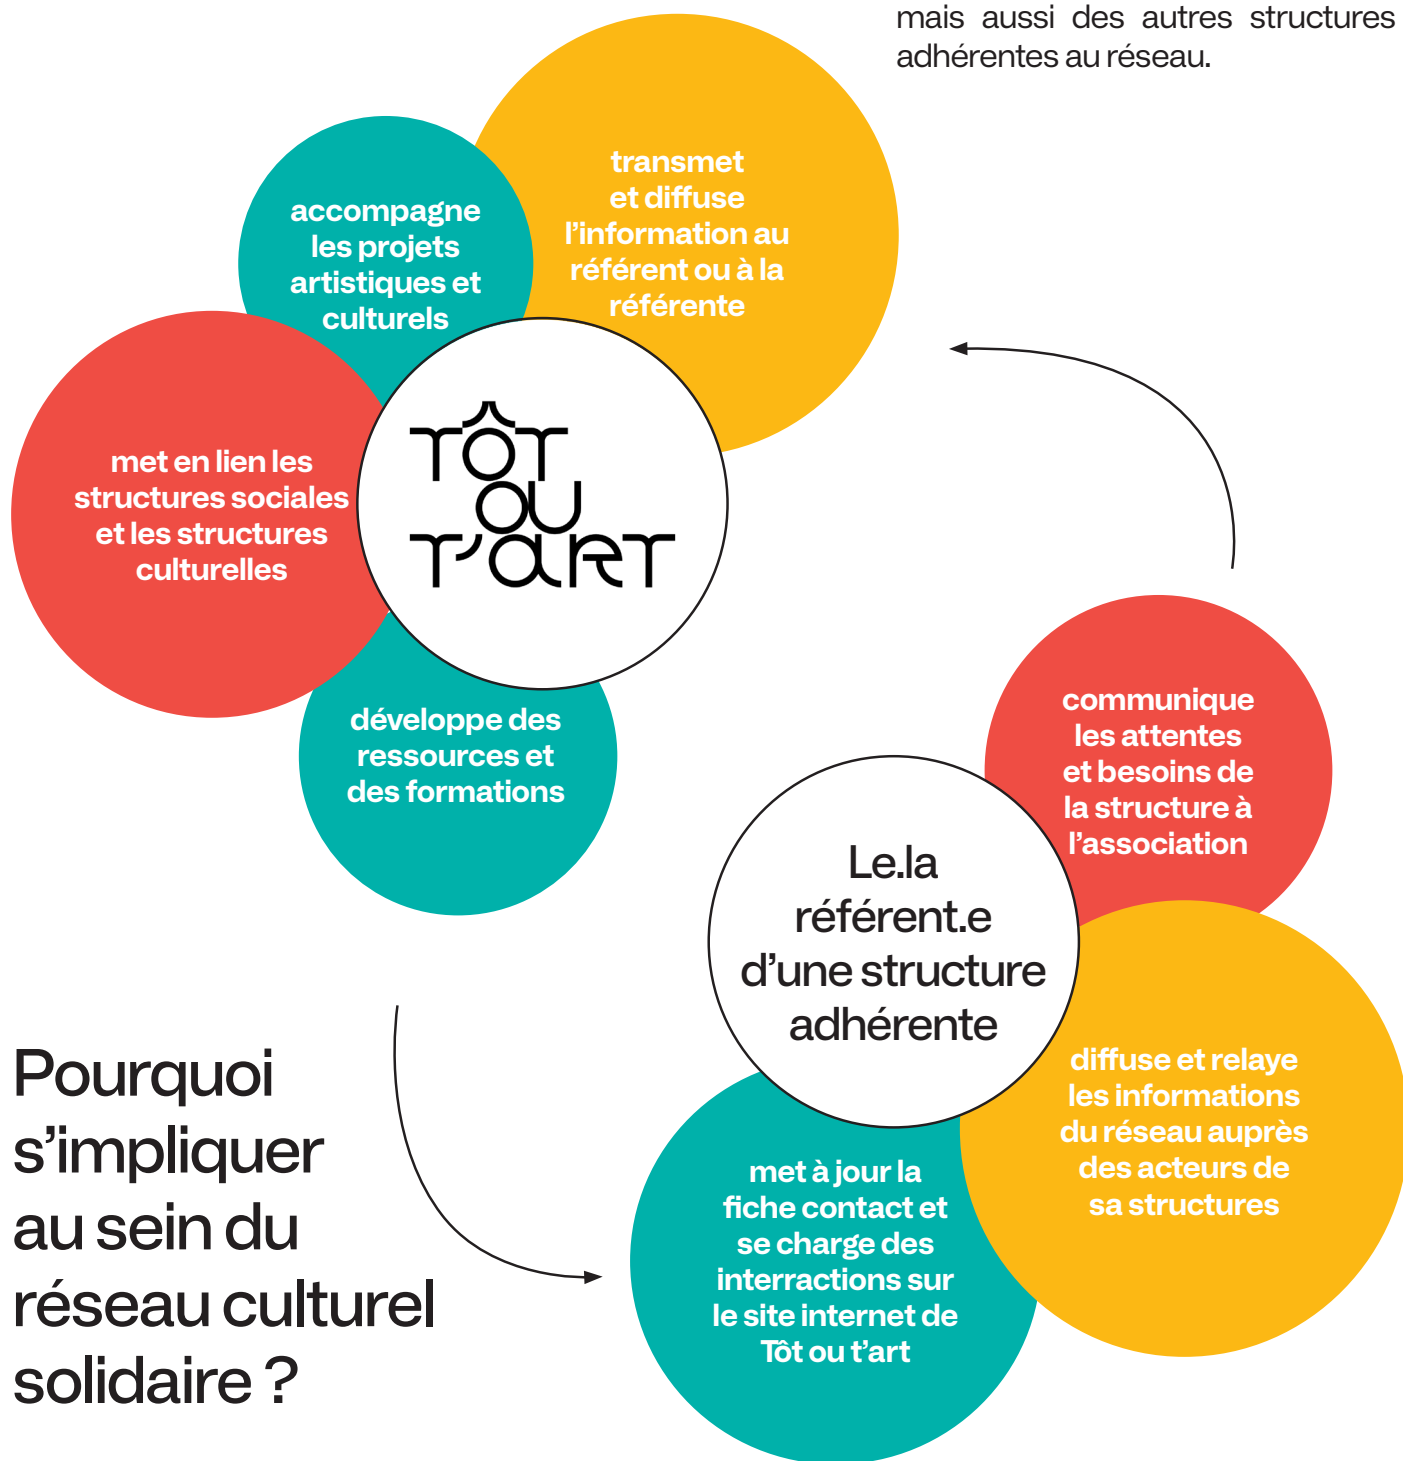 mais aussi des autres structures
adhérentes au réseau.
transmet
et diffuse
l'information au
référent ou à la
référente
accompagne
les projets
artistiques et
culturels
met en lien les
structures sociales
et les structures
culturelles
TÔT
OU
T'ART
développe des
ressources et
des formations
communique
les attentes
et besoins de
la structure à
l'association
Le.la
référent.e
d'une structure
adhérente
diffuse et relaye
les informations
du réseau auprès
des acteurs de
sa structures
met à jour la
fiche contact et
se charge des
interractions sur
le site internet de
Tôt ou t'art
Pourquoi
s'impliquer
au sein du
réseau culturel
solidaire ?